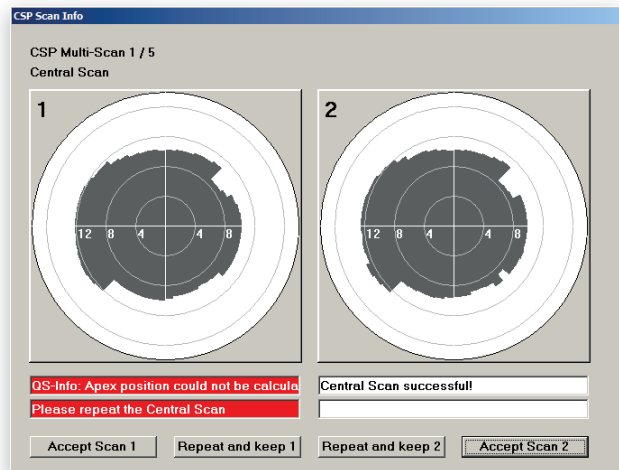 CSP Scan Info
CSP Multi-Scan 1 / 5
Central Scan
1
2
12 8 4 4 8
12 8 4 4 8
QS-Info: Apex position could not be calcula
Central Scan successful!
Please repeat the Central Scan
Accept Scan 1
Repeat and keep 1
Repeat and keep 2
Accept Scan 2